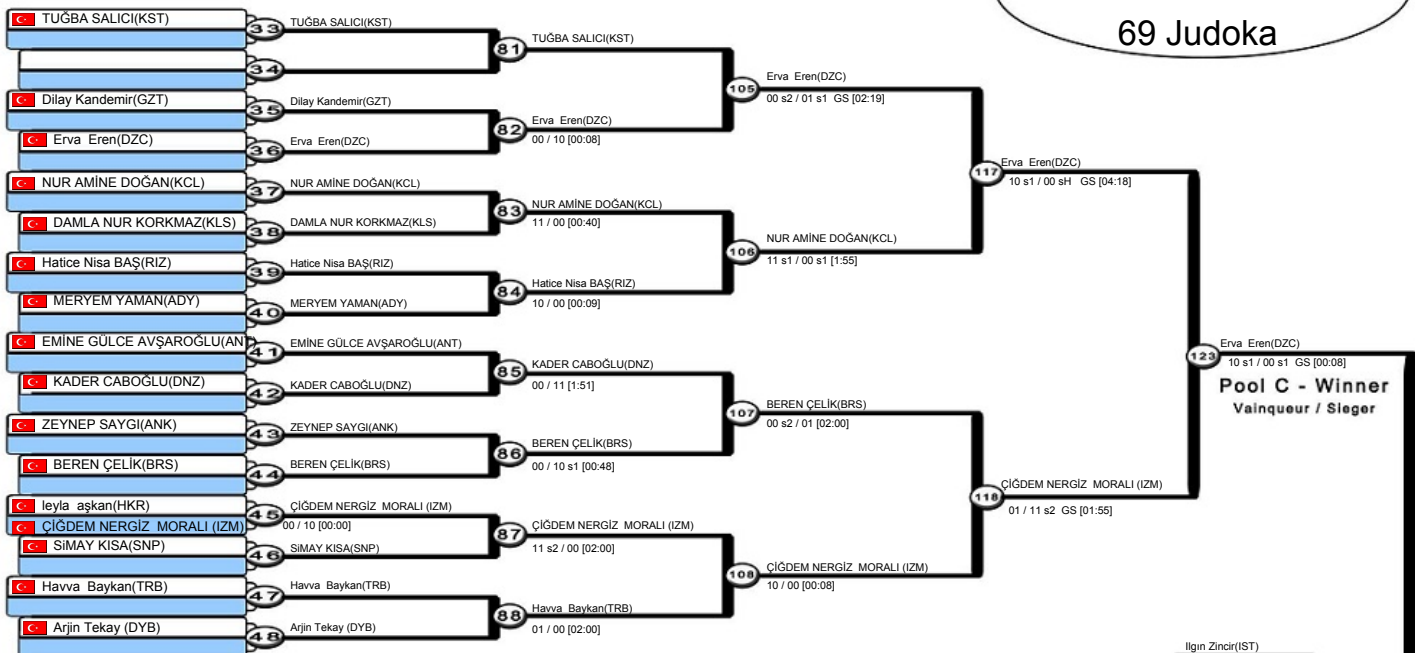 69 Judoka
TUĞBA SALICI(KST)
Dilay Kandemir(GZT)
Erva Eren(DZC)
NUR AMİNE DOĞAN(KCL)
DAMLA NUR KORKMAZ(KLS)
Hatice Nisa BAŞ(RIZ)
MERYEM YAMAN(ADY)
EMİNE GÜLCE AVŞAROĞLU(ANT)
KADER CABOĞLU(DNZ)
ZEYNEP SAYGI(ANK)
BEREN ÇELİK(BRS)
leyla aşkan(HKR)
ÇİĞDEM NERGİZ MORALI (IZM)
SiMAY KISA(SNP)
Havva Baykan(TRB)
Arjin Tekay (DYB)
33
TUĞBA SALICI(KST)
34
35
Dilay Kandemir(GZT)
36
Erva Eren(DZC)
37
NUR AMİNE DOĞAN(KCL)
38
DAMLA NUR KORKMAZ(KLS)
39
Hatice Nisa BAŞ(RIZ)
40
MERYEM YAMAN(ADY)
41
EMİNE GÜLCE AVŞAROĞLU(ANT)
42
KADER CABOĞLU(DNZ)
43
ZEYNEP SAYGI(ANK)
44
BEREN ÇELİK(BRS)
45
ÇİĞDEM NERGİZ MORALI (IZM)
00 / 10 [00:00]
46
SiMAY KISA(SNP)
47
Havva Baykan(TRB)
48
Arjin Tekay (DYB)
81
TUĞBA SALICI(KST)
82
Erva Eren(DZC)
00 / 10 [00:08]
83
NUR AMİNE DOĞAN(KCL)
11 / 00 [00:40]
84
Hatice Nisa BAŞ(RIZ)
10 / 00 [00:09]
85
KADER CABOĞLU(DNZ)
00 / 11 [1:51]
86
BEREN ÇELİK(BRS)
00 / 10 s1 [00:48]
87
ÇİĞDEM NERGİZ MORALI (IZM)
11 s2 / 00 [02:00]
88
Havva Baykan(TRB)
01 / 00 [02:00]
105
Erva Eren(DZC)
00 s2 / 01 s1 GS [02:19]
106
NUR AMİNE DOĞAN(KCL)
11 s1 / 00 s1 [1:55]
107
BEREN ÇELİK(BRS)
00 s2 / 01 [02:00]
108
ÇİĞDEM NERGİZ MORALI (IZM)
10 / 00 [00:08]
117
Erva Eren(DZC)
10 s1 / 00 sH GS [04:18]
118
ÇİĞDEM NERGİZ MORALI (IZM)
01 / 11 s2 GS [01:55]
123
Erva Eren(DZC)
10 s1 / 00 s1 GS [00:08]
Pool C - Winner
Vainqueur / Sieger
Ilgın Zincir(IST)